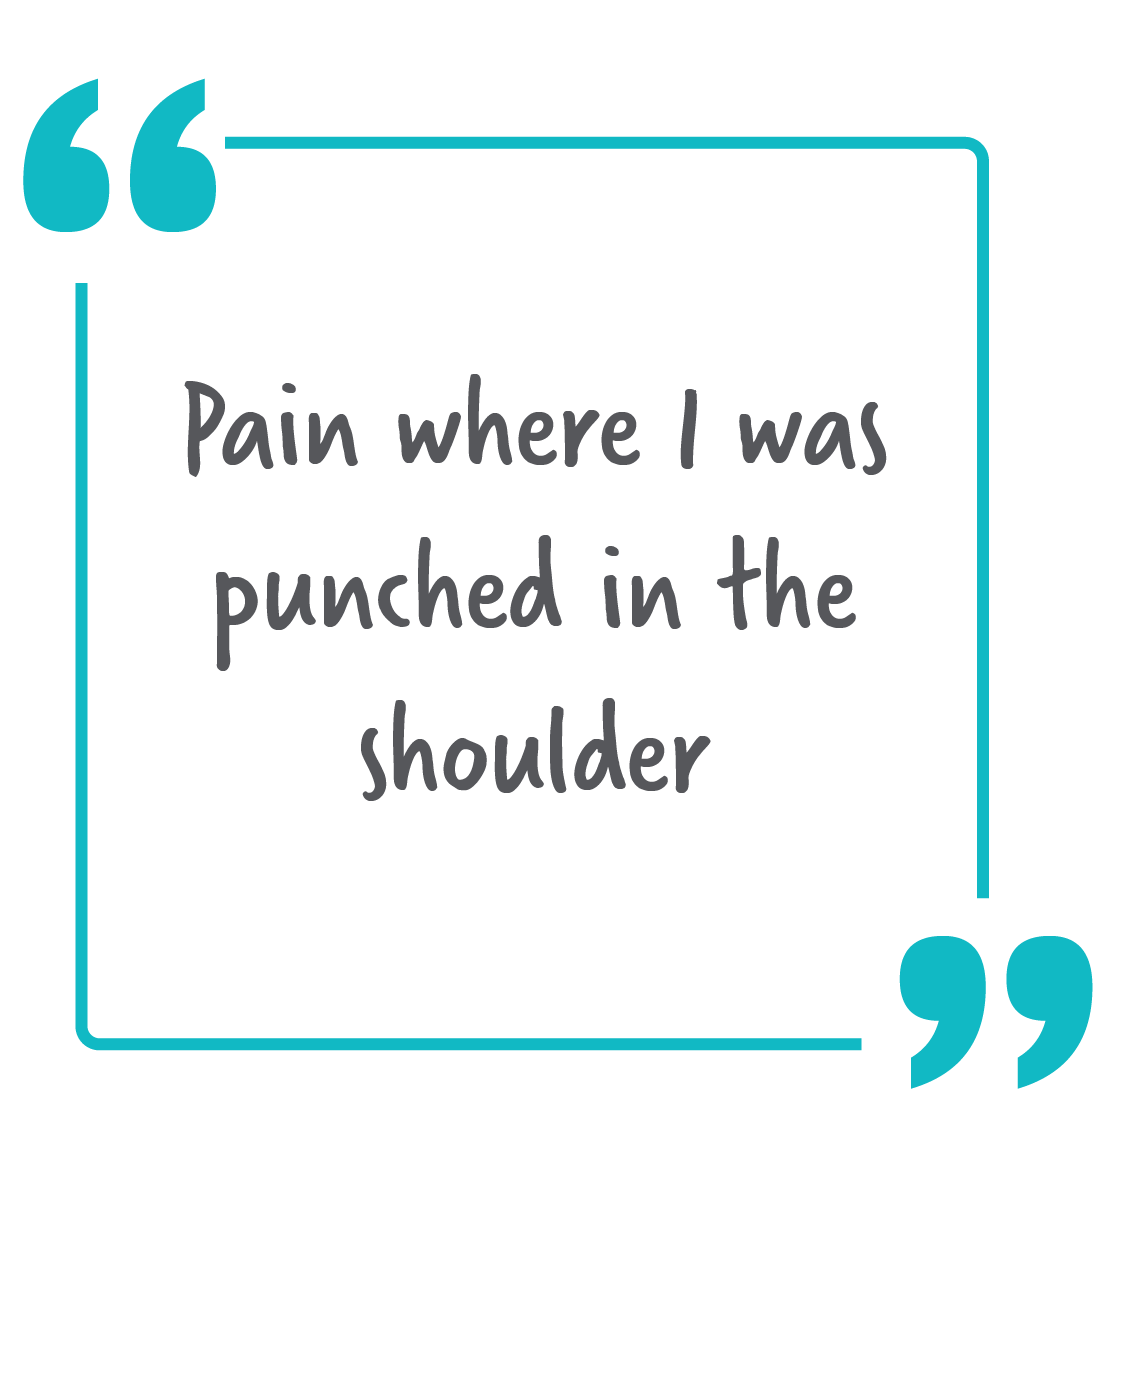 “
Pain where I was
punched in the
shoulder
”